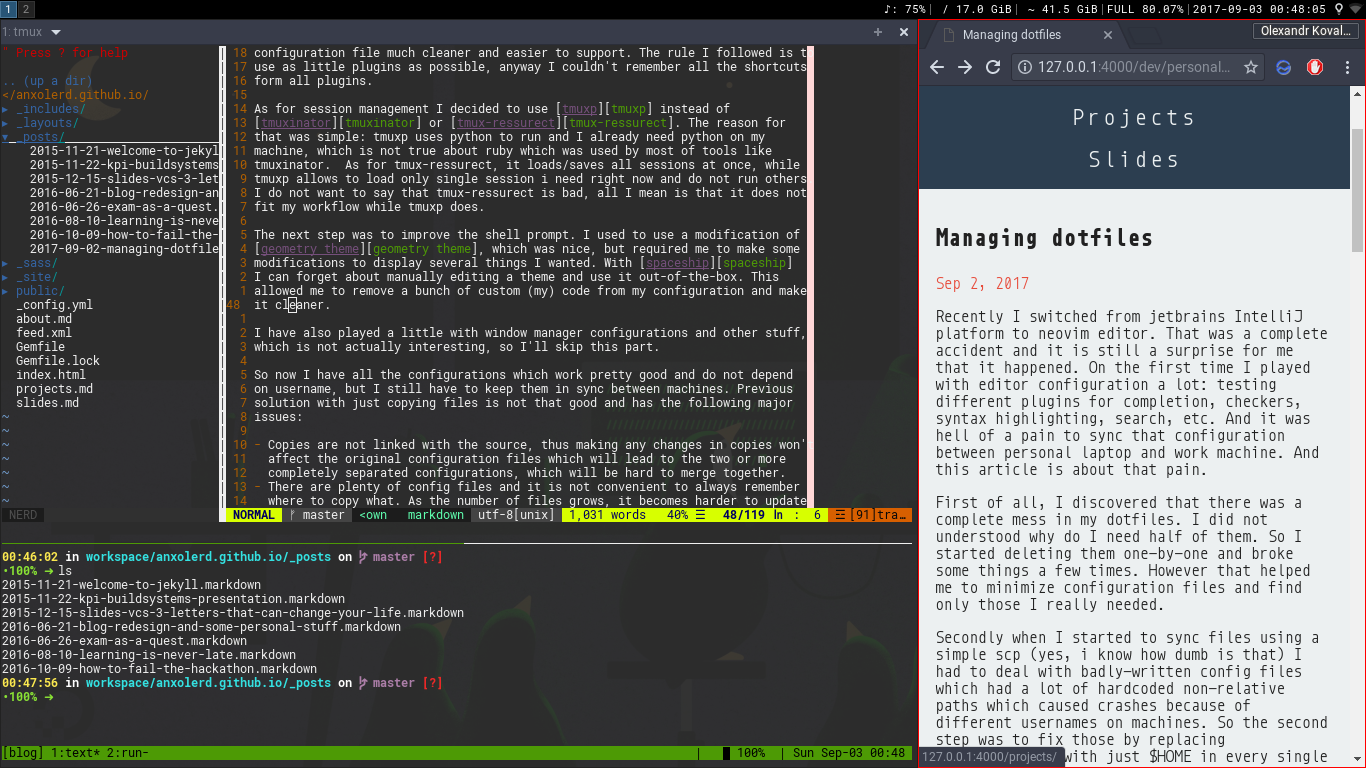 1 2
♪: 75%| / 17.0 GiB| ~ 41.5 GiB|FULL 80.07%|2017-09-03 00:48:05
1: tmux
" Press ? for help
.. (up a dir)
</anxolerd.github.io/
▸ _includes/
▸ _layouts/
▾ _posts/
2015-11-21-welcome-to-jekyl
2015-11-22-kpi-buildsystems
2015-12-15-slides-vcs-3-let
2016-06-21-blog-redesign-an
2016-06-26-exam-as-a-quest.
2016-08-10-learning-is-neve
2016-10-09-how-to-fail-the-
2017-09-02-managing-dotfile
▸ _sass/
▸ _site/
▸ public/
_config.yml
about.md
feed.xml
Gemfile
Gemfile.lock
index.html
projects.md
slides.md
~
~
~
~
~
~
~
NERD
18 configuration file much cleaner and easier to support. The rule I followed is t
17 use as little plugins as possible, anyway I couldn't remember all the shortcuts
16 form all plugins.
15
14 As for session management I decided to use [tmuxp][tmuxp] instead of
13 [tmuxinator][tmuxinator] or [tmux-ressurect][tmux-ressurect]. The reason for
12 that was simple: tmuxp uses python to run and I already need python on my
11 machine, which is not true about ruby which was used by most of tools like
10 tmuxinator.  As for tmux-ressurect, it loads/saves all sessions at once, while
9 tmuxp allows to load only single session i need right now and do not run others
8 I do not want to say that tmux-ressurect is bad, all I mean is that it does not
7 fit my workflow while tmuxp does.
6
5 The next step was to improve the shell prompt. I used to use a modification of
4 [geometry theme][geometry theme], which was nice, but required me to make some
3 modifications to display several things I wanted. With [spaceship][spaceship]
2 I can forget about manually editing a theme and use it out-of-the-box. This
1 allowed me to remove a bunch of custom (my) code from my configuration and make
48 it cleaner.
1
2 I have also played a little with window manager configurations and other stuff,
3 which is not actually interesting, so I'll skip this part.
4
5 So now I have all the configurations which work pretty good and do not depend
6 on username, but I still have to keep them in sync between machines. Previous
7 solution with just copying files is not that good and has the following major
8 issues:
9
10 - Copies are not linked with the source, thus making any changes in copies won'
11 affect the original configuration files which will lead to the two or more
12 completely separated configurations, which will be hard to merge together.
13 - There are plenty of config files and it is not convenient to always remember
14 where to copy what. As the number of files grows, it becomes harder to update
NORMAL master <own markdown utf-8[unix] 1,031 words 40% ☰ 48/119 ln : 6 ☲ [91]tra…
00:46:02 in workspace/anxolerd.github.io/_posts on master [?]
•100% ➜ ls
2015-11-21-welcome-to-jekyll.markdown
2015-11-22-kpi-buildsystems-presentation.markdown
2015-12-15-slides-vcs-3-letters-that-can-change-your-life.markdown
2016-06-21-blog-redesign-and-some-personal-stuff.markdown
2016-06-26-exam-as-a-quest.markdown
2016-08-10-learning-is-never-late.markdown
2016-10-09-how-to-fail-the-hackathon.markdown
00:47:56 in workspace/anxolerd.github.io/_posts on master [?]
•100% ➜
[blog] 1:text* 2:run- | 100% | Sun Sep-03 00:48
Managing dotfiles
Olexandr Koval...
127.0.0.1:4000/dev/personal...
Projects
Slides
Managing dotfiles
Sep 2, 2017
Recently I switched from jetbrains IntelliJ
platform to neovim editor. That was a complete
accident and it is still a surprise for me
that it happened. On the first time I played
with editor configuration a lot: testing
different plugins for completion, checkers,
syntax highlighting, search, etc. And it was
hell of a pain to sync that configuration
between personal laptop and work machine. And
this article is about that pain.
First of all, I discovered that there was a
complete mess in my dotfiles. I did not
understood why do I need half of them. So I
started deleting them one-by-one and broke
some things a few times. However that helped
me to minimize configuration files and find
only those I really needed.
Secondly when I started to sync files using a
simple scp (yes, i know how dumb is that) I
had to deal with badly-written config files
which had a lot of hardcoded non-relative
paths which caused crashes because of
different usernames on machines. So the second
step was to fix those by replacing
with just $HOME in every single
127.0.0.1:4000/projects/